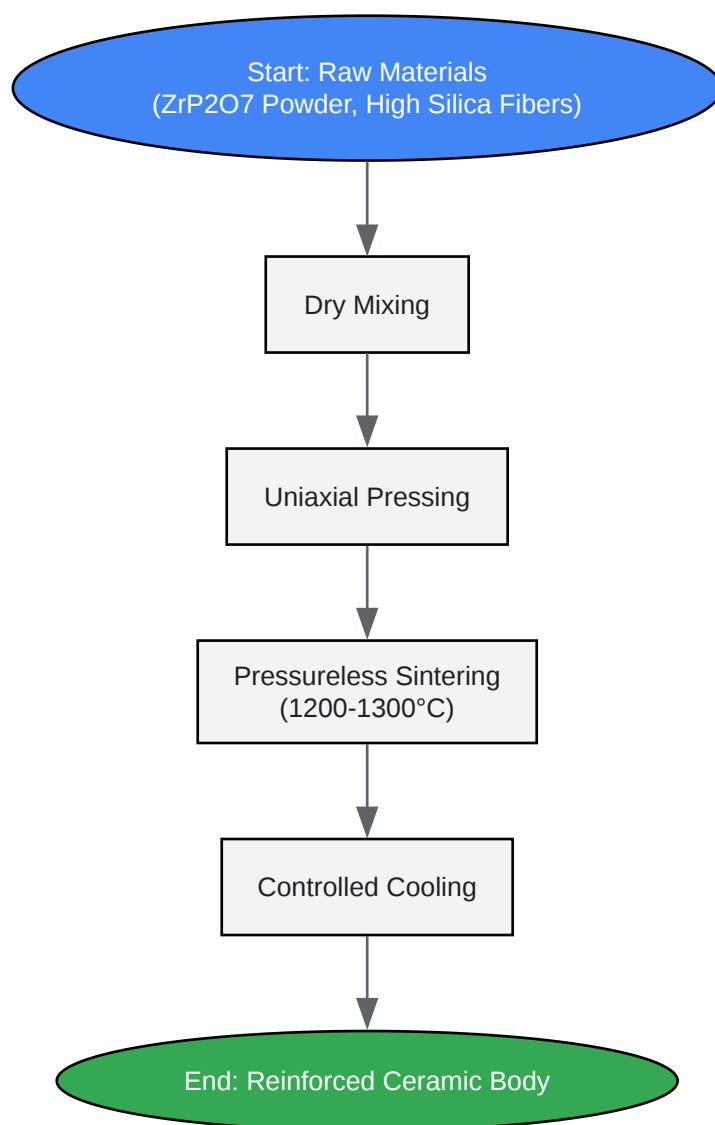 Start: Raw Materials
(ZrP2O7 Powder, High Silica Fibers)
Dry Mixing
Uniaxial Pressing
Pressureless Sintering
(1200-1300°C)
Controlled Cooling
End: Reinforced Ceramic Body